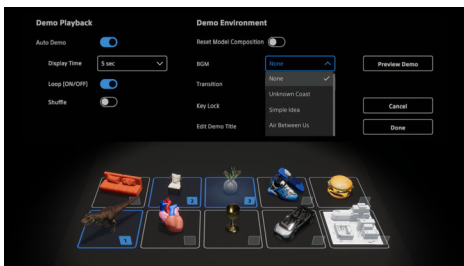 Demo Playback
Demo Environment
Auto Demo
Reset Model Composition
Display Time
5 sec
BGM
None
Preview Demo
None
Loop [ON/OFF]
Transition
Unknown Coast
Shuffle
Key Lock
Simple Idea
Cancel
Edit Demo Title
Air Between Us
Done
2
3
1